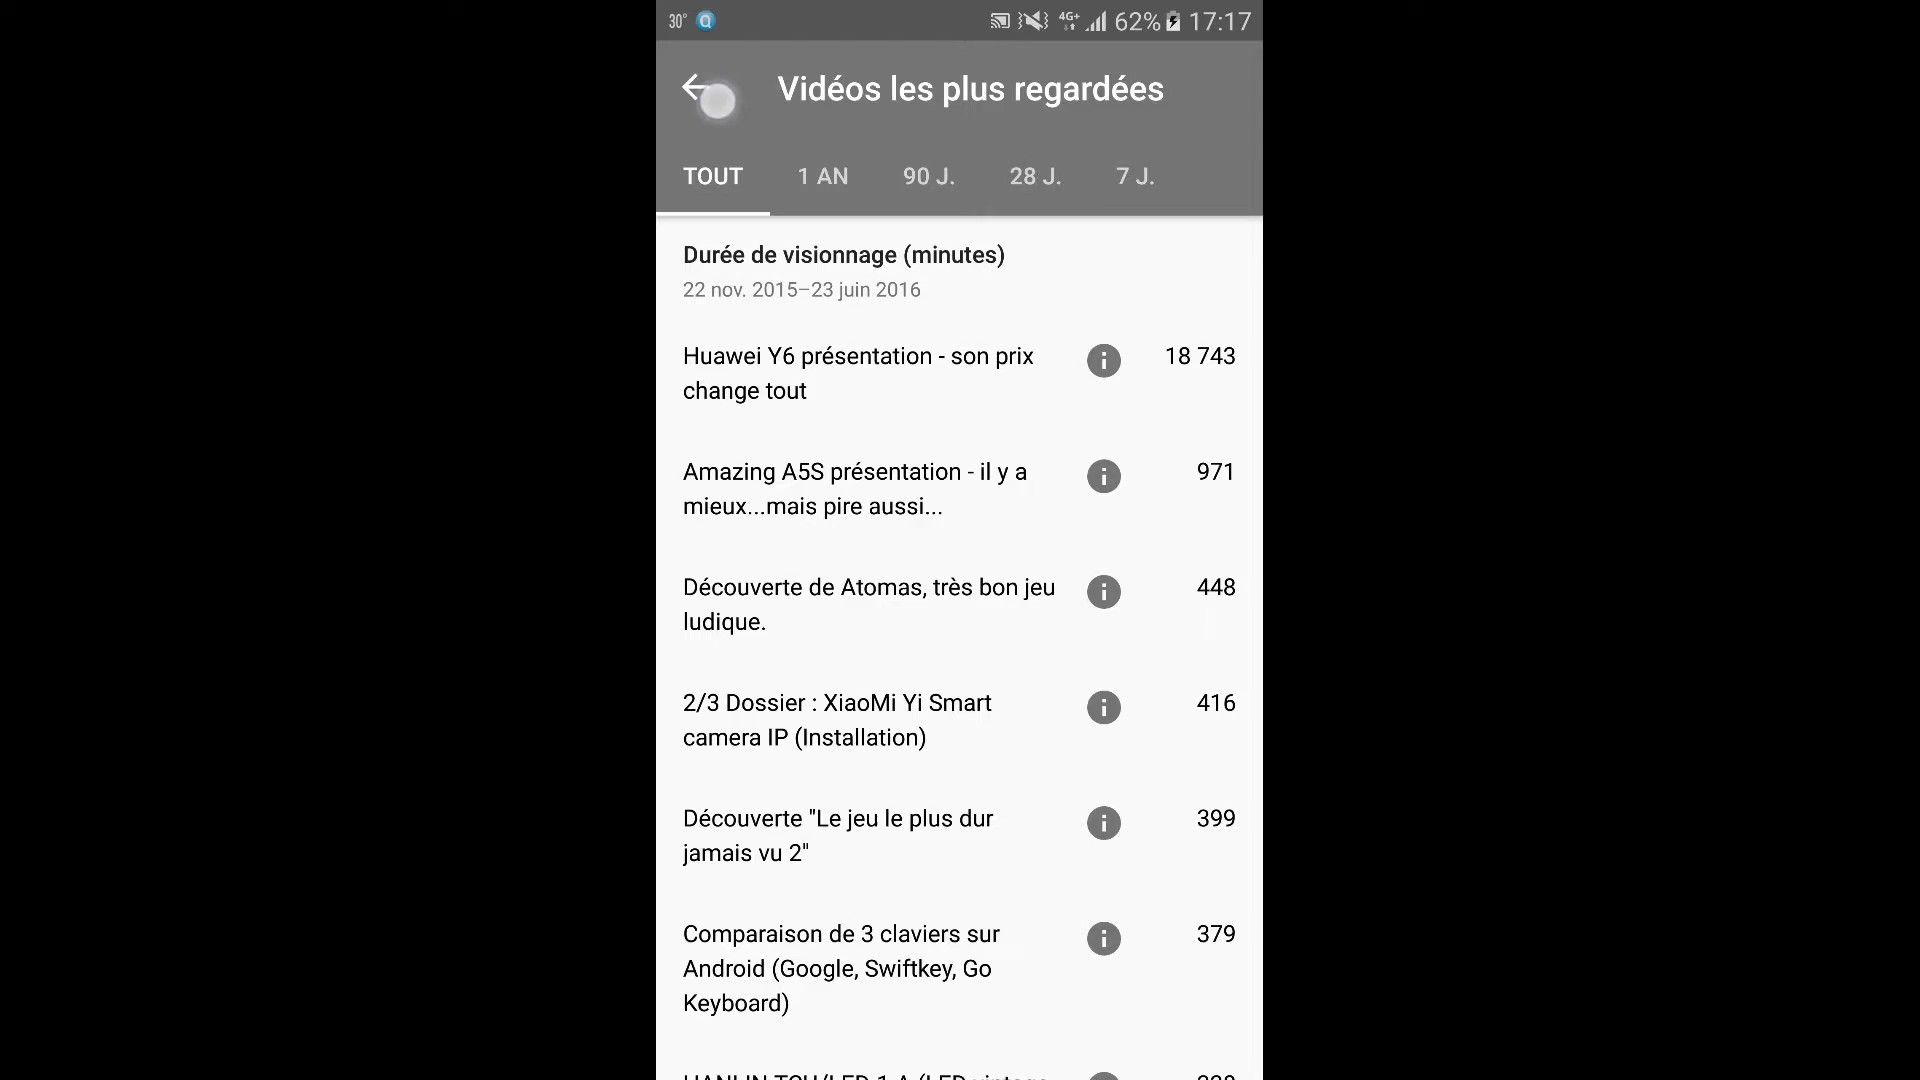 30° 4G+ 62% 17:17
Vidéos les plus regardées
TOUT 1 AN 90 J. 28 J. 7 J.
Durée de visionnage (minutes)
22 nov. 2015–23 juin 2016
Huawei Y6 présentation - son prix 18 743
change tout
Amazing A5S présentation - il y a 971
mieux...mais pire aussi...
Découverte de Atomas, très bon jeu 448
ludique.
2/3 Dossier : XiaoMi Yi Smart 416
camera IP (Installation)
Découverte "Le jeu le plus dur 399
jamais vu 2"
Comparaison de 3 claviers sur 379
Android (Google, Swiftkey, Go
Keyboard)